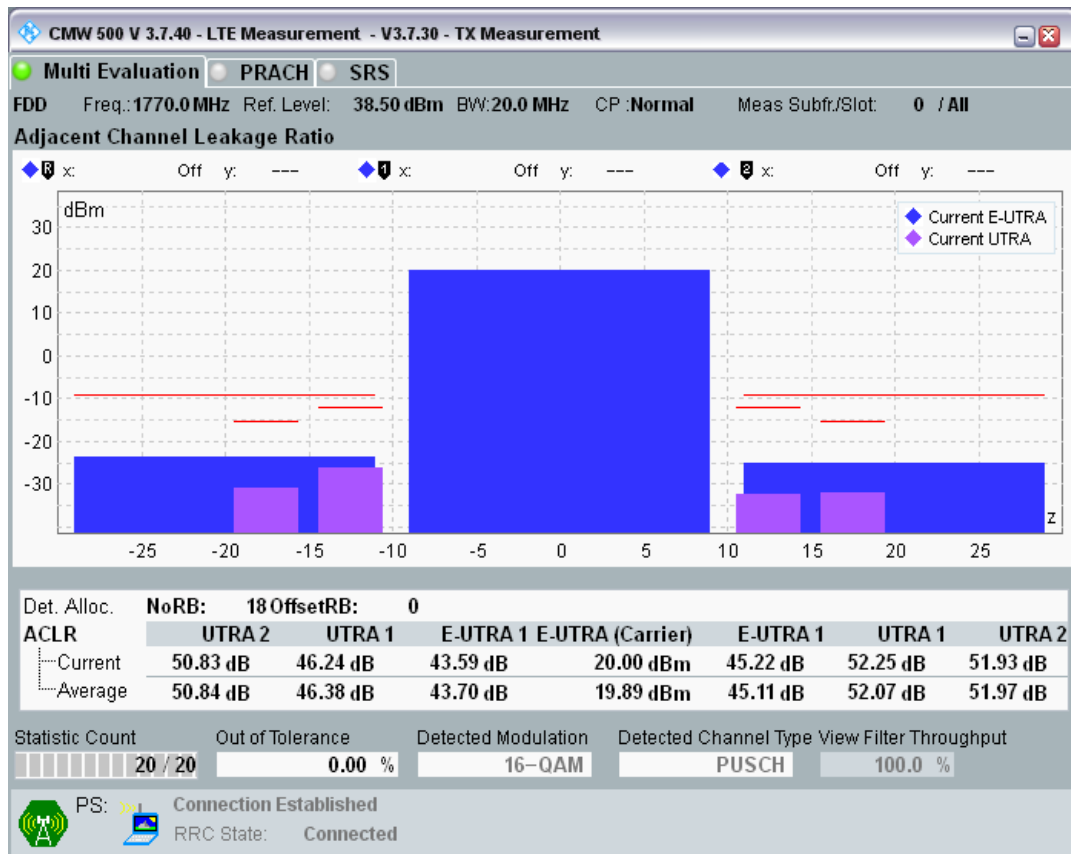 CMW 500 V 3.7.40 - LTE Measurement - V3.7.30 - TX Measurement
Multi Evaluation PRACH SRS
FDD Freq.:1770.0 MHz Ref. Level: 38.50 dBm BW:20.0 MHz CP :Normal Meas Subfr./Slot: 0 / All
Adjacent Channel Leakage Ratio
R x: Off y: --- 1 x: Off y: --- 2 x: Off y: ---
dBm
Current E-UTRA
Current UTRA
30
20
10
0
-10
-20
-30
z
-25 -20 -15 -10 -5 0 5 10 15 20 25
Det. Alloc. NoRB: 18 OffsetRB: 0
ACLR UTRA 2 UTRA 1 E-UTRA 1 E-UTRA (Carrier) E-UTRA 1 UTRA 1 UTRA 2
Current 50.83 dB 46.24 dB 43.59 dB 20.00 dBm 45.22 dB 52.25 dB 51.93 dB
Average 50.84 dB 46.38 dB 43.70 dB 19.89 dBm 45.11 dB 52.07 dB 51.97 dB
Statistic Count Out of Tolerance Detected Modulation Detected Channel Type View Filter Throughput
20 / 20 0.00 % 16-QAM PUSCH 100.0 %
PS: Connection Established
RRC State: Connected